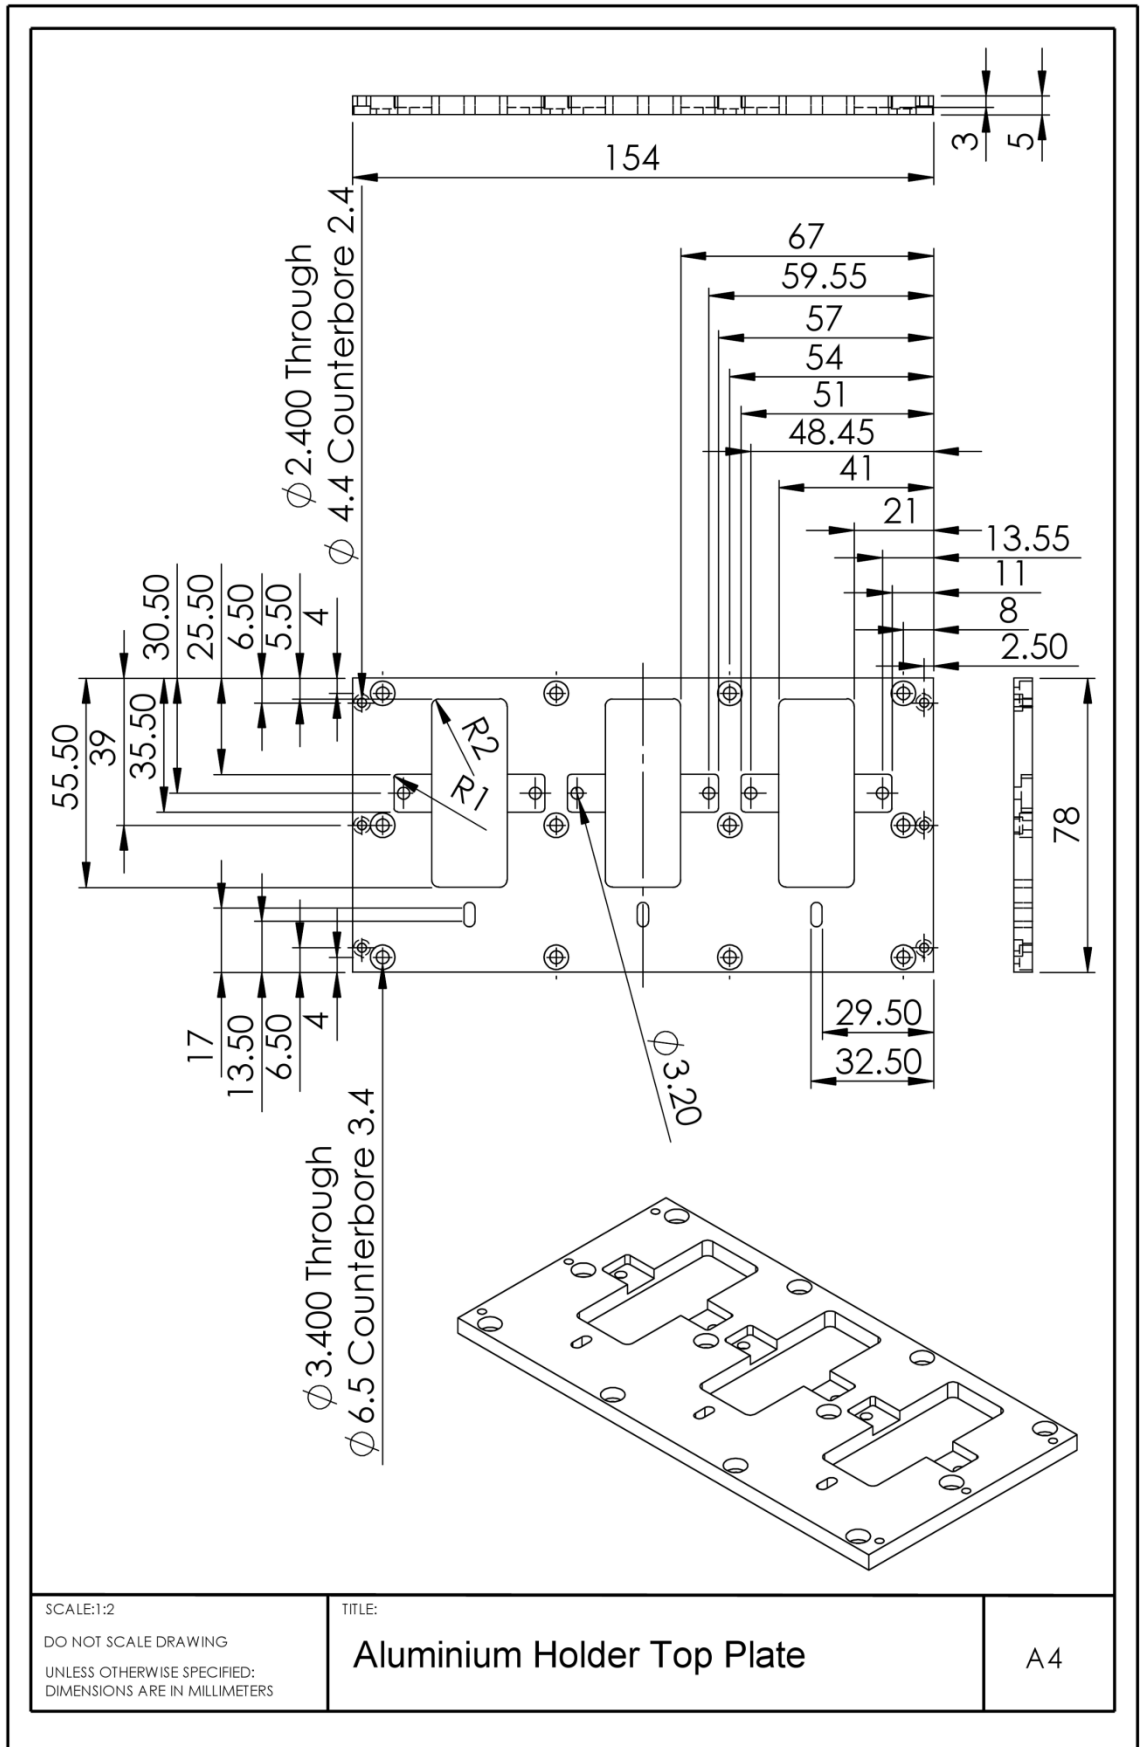 3
5
154
67
59.55
57
54
51
48.45
41
21
13.55
11
8
2.50
∅ 2.400 Through
∅ 4.4 Counterbore 2.4
55.50
39
35.50
30.50
25.50
6.50
5.50
4
R2
R1
78
17
13.50
6.50
4
29.50
32.50
∅3.20
∅3.400 Through
∅ 6.5 Counterbore 3.4
SCALE:1:2
DO NOT SCALE DRAWING
UNLESS OTHERWISE SPECIFIED:
DIMENSIONS ARE IN MILLIMETERS
TITLE:
Aluminium Holder Top Plate
A4